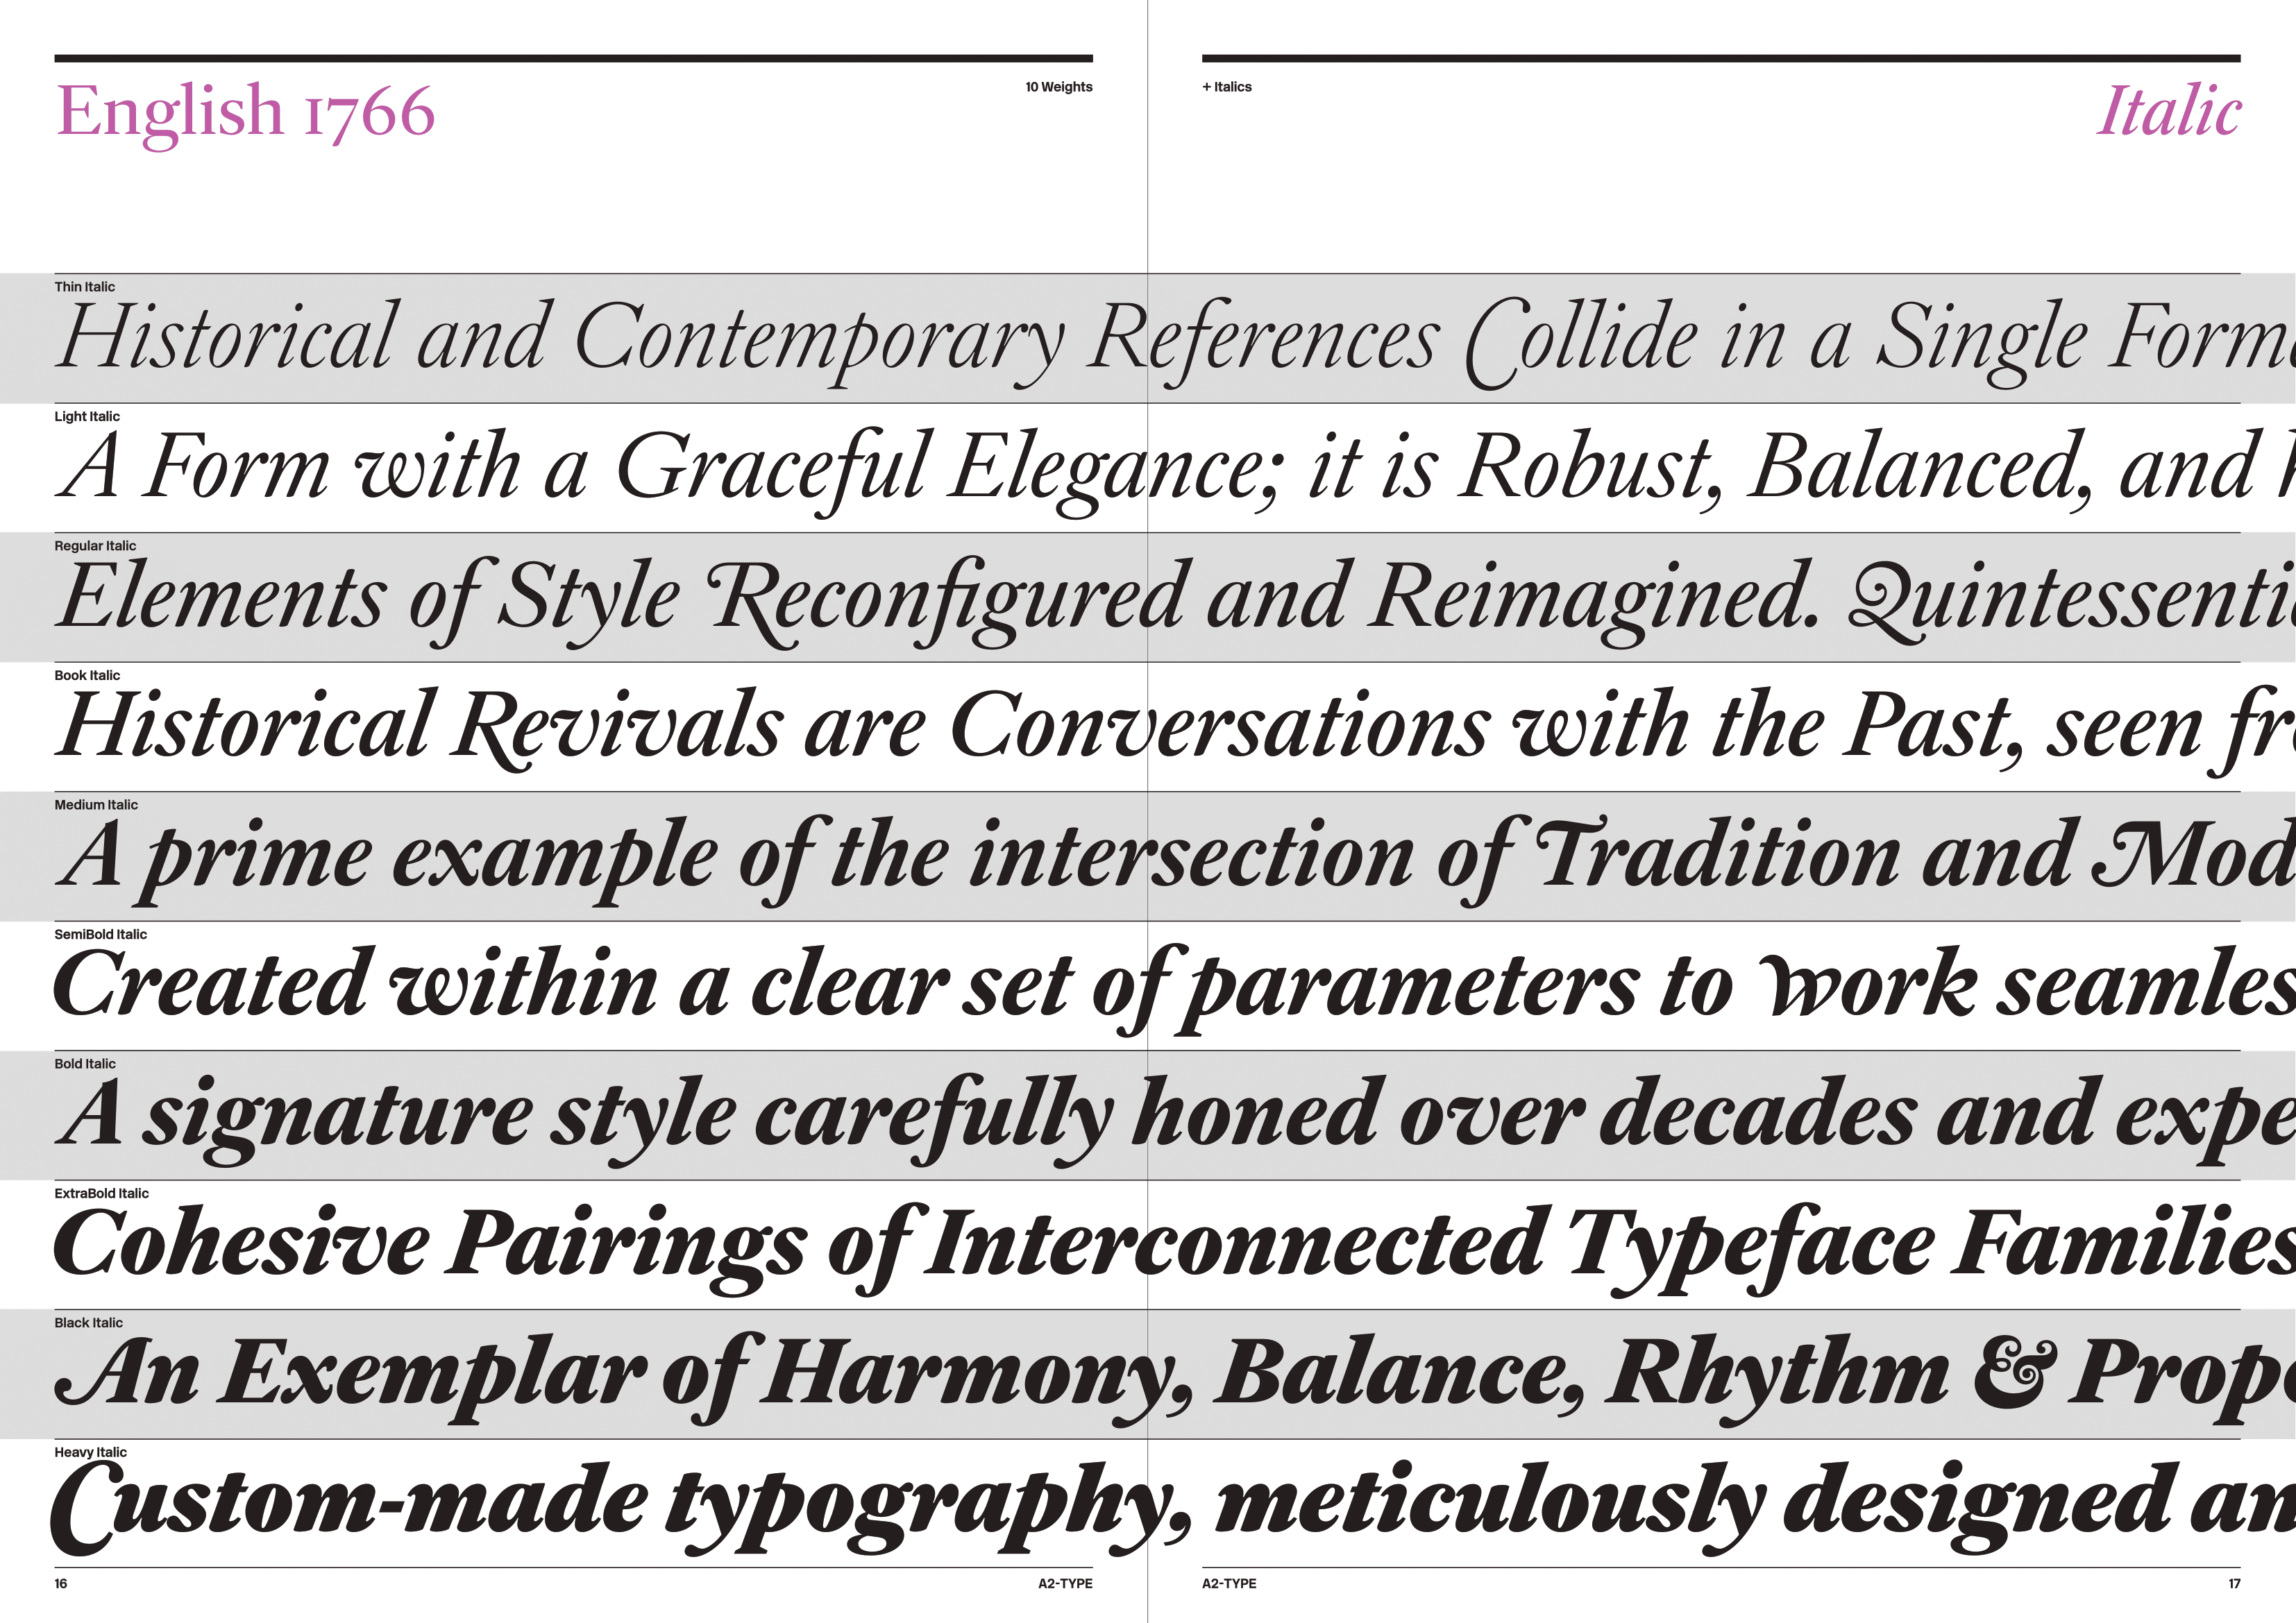 English 1766
10 Weights
+ Italics
Italic
Thin Italic
Historical and Contemporary References Collide in a Single Form
Light Italic
A Form with a Graceful Elegance; it is Robust, Balanced, and
Regular Italic
Elements of Style Reconfigured and Reimagined. Quintessenti
Book Italic
Historical Revivals are Conversations with the Past, seen fr
Medium Italic
A prime example of the intersection of Tradition and Mod
SemiBold Italic
Created within a clear set of parameters to work seamles
Bold Italic
A signature style carefully honed over decades and expe
ExtraBold Italic
Cohesive Pairings of Interconnected Typeface Families
Black Italic
An Exemplar of Harmony, Balance, Rhythm & Prop
Heavy Italic
Custom-made typography, meticulously designed an
16
A2-TYPE
A2-TYPE
17